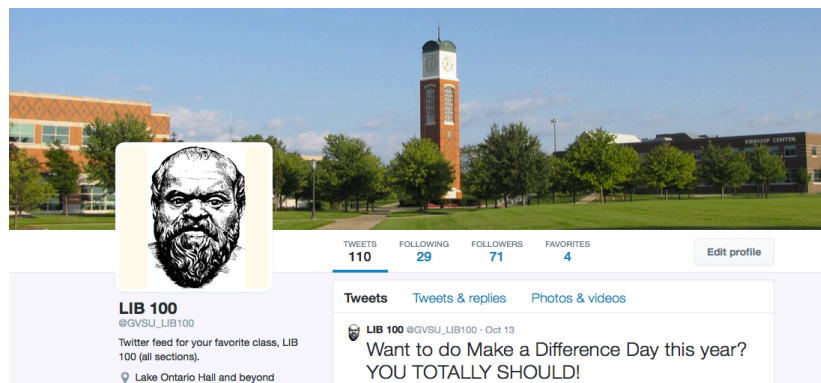 KIRKHOF CENTER
TWEETS FOLLOWING FOLLOWERS FAVORITES
110 29 71 4
Edit profile
LIB 100
@GVSU_LIB100
Twitter feed for your favorite class, LIB
100 (all sections).
Lake Ontario Hall and beyond
Tweets Tweets & replies Photos & videos
LIB 100 @GVSU_LIB100 · Oct 13
Want to do Make a Difference Day this year?
YOU TOTALLY SHOULD!